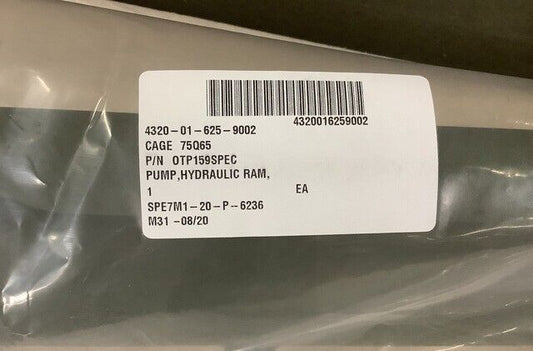 4320016259002
4320-01-625-9002
CAGE 75Q65
P/N OTP159SPEC
PUMP,HYDRAULIC RAM,
1 EA
SPE7M1-20-P-6236
M31 -08/20